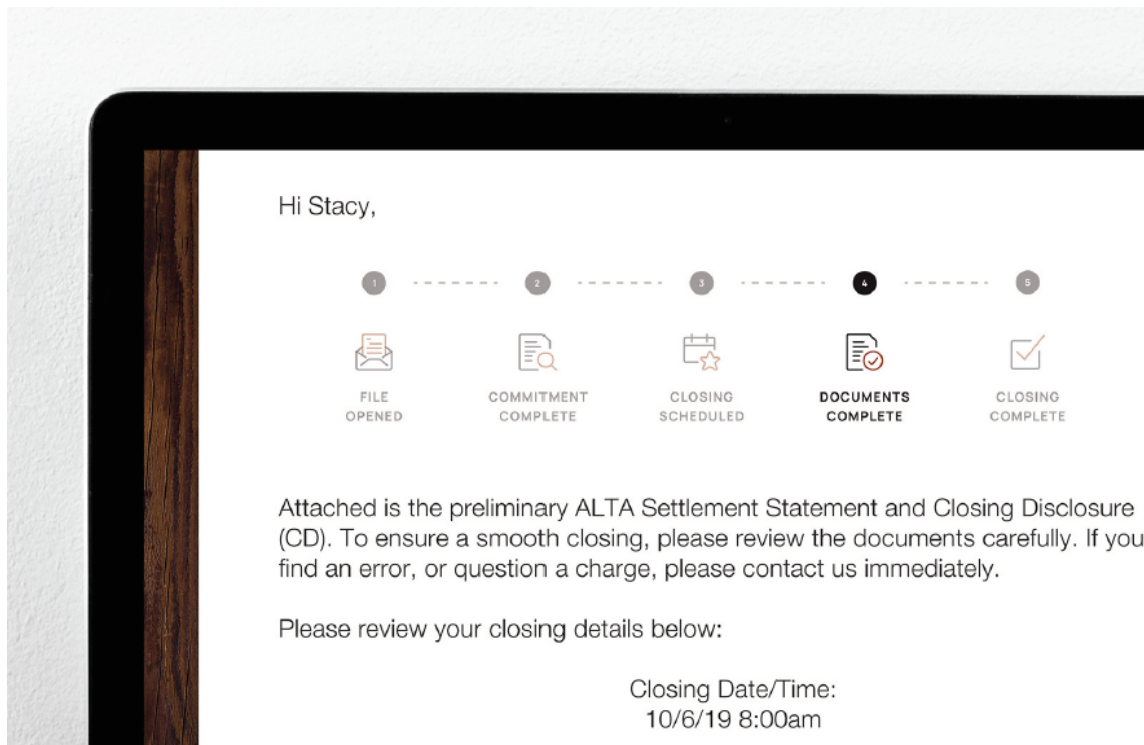 Hi Stacy,
1 2 3 4 5
FILE OPENED
COMMITMENT COMPLETE
CLOSING SCHEDULED
DOCUMENTS COMPLETE
CLOSING COMPLETE
Attached is the preliminary ALTA Settlement Statement and Closing Disclosure
(CD). To ensure a smooth closing, please review the documents carefully. If you
find an error, or question a charge, please contact us immediately.
Please review your closing details below:
Closing Date/Time:
10/6/19 8:00am